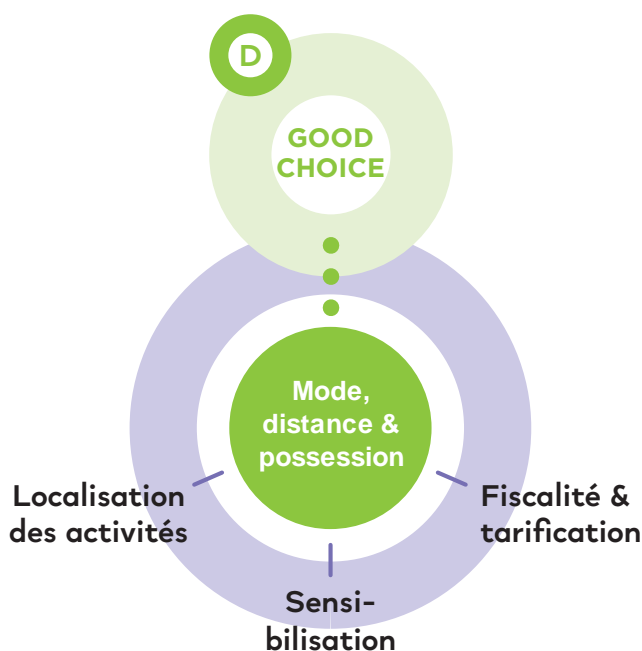 D
GOOD
CHOICE
Mode,
distance &
possession
Localisation
des activités
Fiscalité &
tarification
Sensi-
bilisation